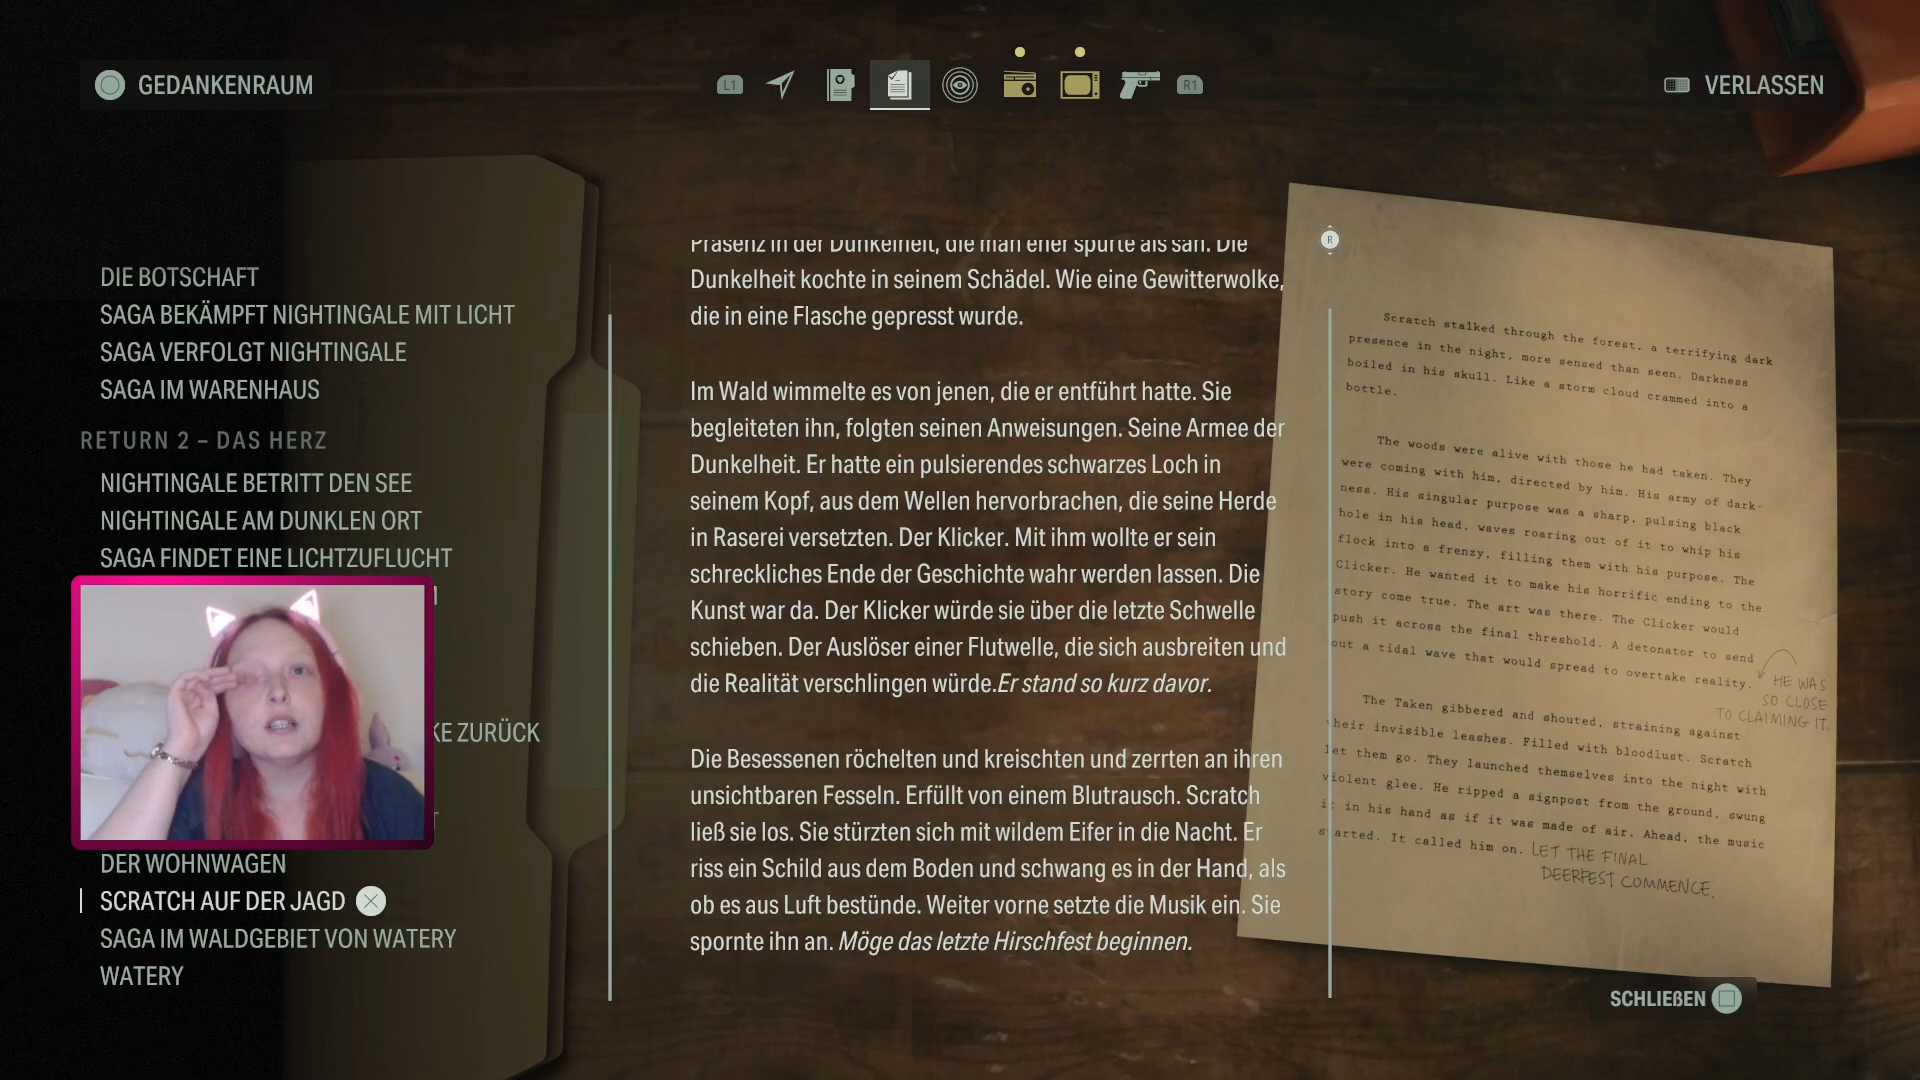 GEDANKENRAUM
L1
R1
VERLASSEN
DIE BOTSCHAFT
SAGA BEKÄMPFT NIGHTINGALE MIT LICHT
SAGA VERFOLGT NIGHTINGALE
SAGA IM WARENHAUS
RETURN 2 – DAS HERZ
NIGHTINGALE BETRITT DEN SEE
NIGHTINGALE AM DUNKLEN ORT
SAGA FINDET EINE LICHTZUFLUCHT
KE ZURÜCK
DER WOHNWAGEN
SCRATCH AUF DER JAGD
SAGA IM WALDGEBIET VON WATERY
WATERY
Präsenz in der Dunkelheit, die man eher spürte als sah. Die
Dunkelheit kochte in seinem Schädel. Wie eine Gewitterwolke,
die in eine Flasche gepresst wurde.
Im Wald wimmelte es von jenen, die er entführt hatte. Sie
begleiteten ihn, folgten seinen Anweisungen. Seine Armee der
Dunkelheit. Er hatte ein pulsierendes schwarzes Loch in
seinem Kopf, aus dem Wellen hervorbrachen, die seine Herde
in Raserei versetzten. Der Klicker. Mit ihm wollte er sein
schreckliches Ende der Geschichte wahr werden lassen. Die
Kunst war da. Der Klicker würde sie über die letzte Schwelle
schieben. Der Auslöser einer Flutwelle, die sich ausbreiten und
die Realität verschlingen würde.Er stand so kurz davor.
Die Besessenen röchelten und kreischten und zerrten an ihren
unsichtbaren Fesseln. Erfüllt von einem Blutrausch. Scratch
ließ sie los. Sie stürzten sich mit wildem Eifer in die Nacht. Er
riss ein Schild aus dem Boden und schwang es in der Hand, als
ob es aus Luft bestünde. Weiter vorne setzte die Musik ein. Sie
spornte ihn an. Möge das letzte Hirschfest beginnen.
R
Scratch stalked through the forest, a terrifying dark
presence in the night, more sensed than seen. Darkness
boiled in his skull. Like a storm cloud crammed into a
bottle.
The woods were alive with those he had taken. They
were coming with him, directed by him. His army of dark-
ness. His singular purpose was a sharp, pulsing black
hole in his head, waves roaring out of it to whip his
flock into a frenzy, filling them with his purpose. The
Clicker. He wanted it to make his horrific ending to the
story come true. The art was there. The Clicker would
push it across the final threshold. A detonator to send
out a tidal wave that would spread to overtake reality.
HE WAS
SO CLOSE
TO CLAIMING IT.
The Taken gibbered and shouted, straining against
their invisible leashes. Filled with bloodlust. Scratch
let them go. They launched themselves into the night with
violent glee. He ripped a signpost from the ground, swung
it in his hand as if it was made of air. Ahead, the music
started. It called him on. LET THE FINAL
DEERFEST COMMENCE.
SCHLIEßEN